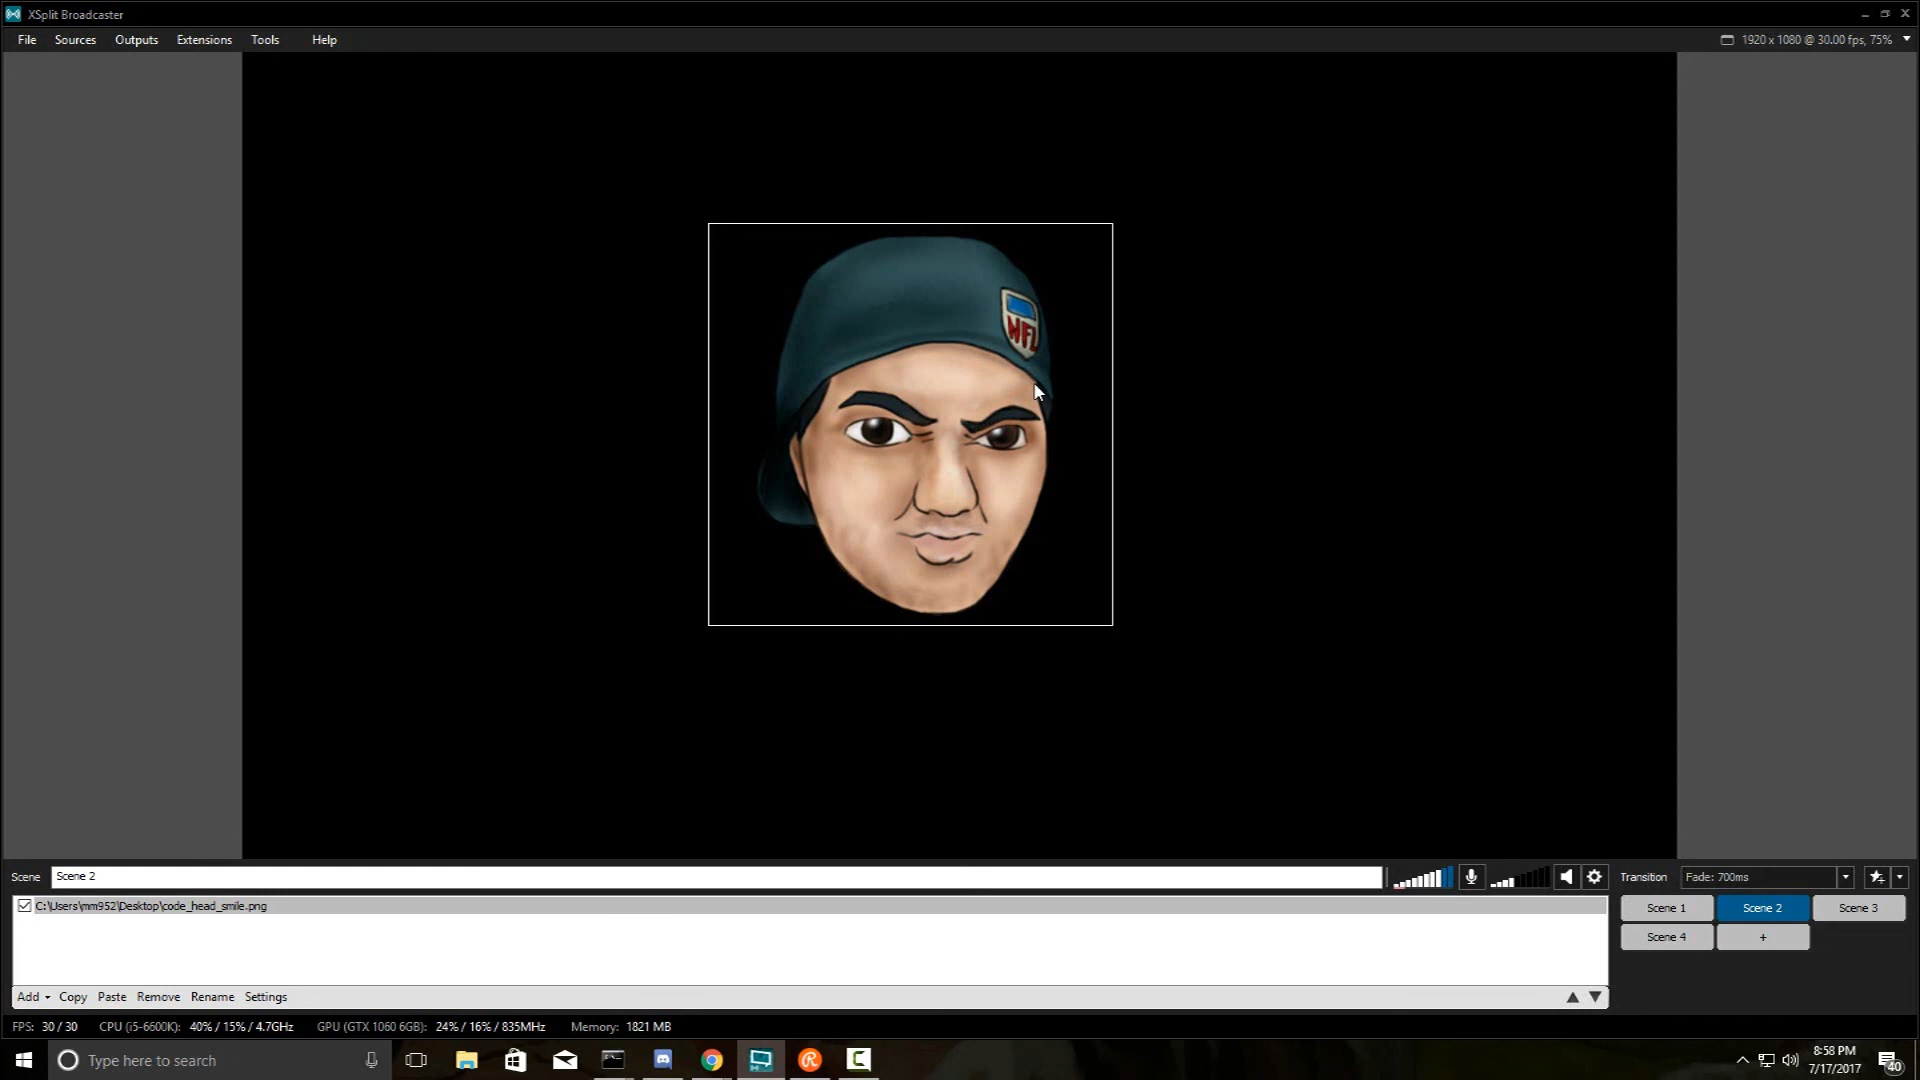 XSplit Broadcaster
File Sources Outputs Extensions Tools Help
1920 x 1080 @ 30.00 fps, 75%
NFL
Scene Scene 2
Transition Fade: 700ms
C:\Users\mm952\Desktop\code_head_smile.png
Scene 1 Scene 2 Scene 3
Scene 4 +
Add Copy Paste Remove Rename Settings
FPS: 30 / 30 CPU (i5-6600K): 40% / 15% / 4.7GHz GPU (GTX 1060 6GB): 24% / 16% / 835MHz Memory: 1821 MB
Type here to search
8:58 PM
7/17/2017
40